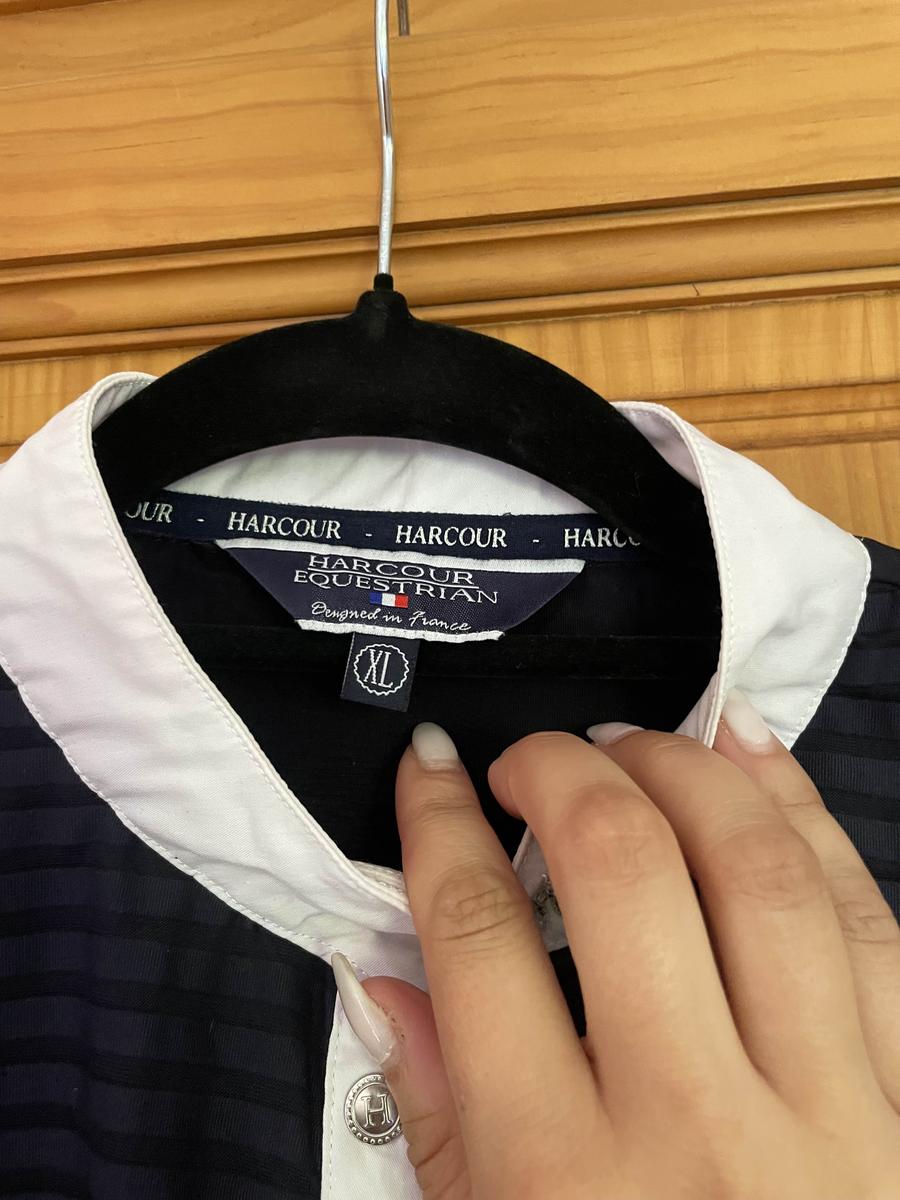 OUR - HARCOUR - HARCOUR - HARCO
HARCOUR
EQUESTRIAN
Designed in France
XL
H